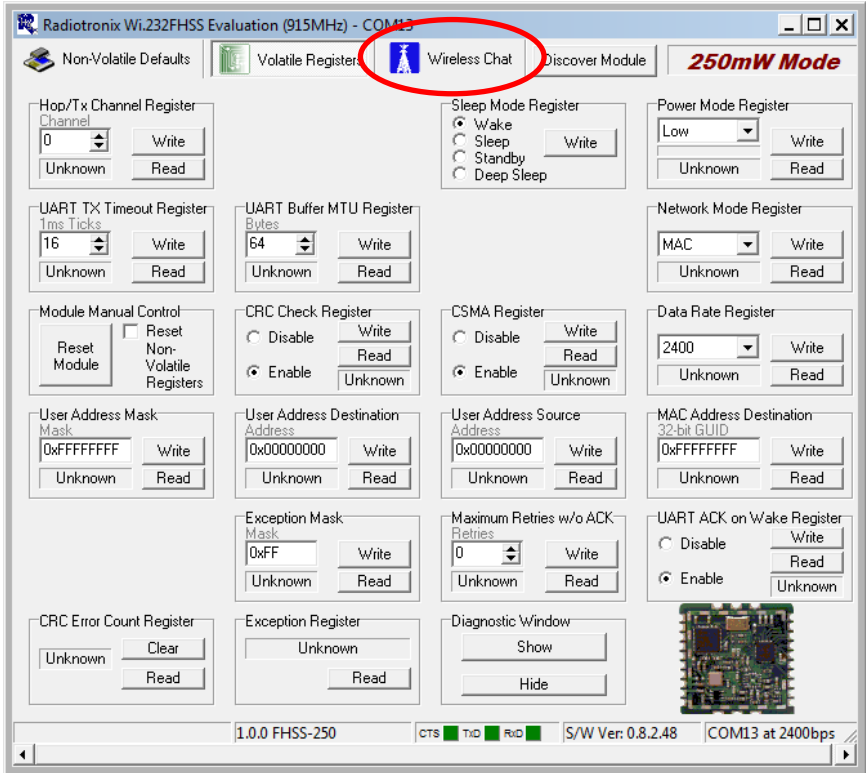 Radiotronix Wi.232FHSS Evaluation (915MHz) - COM13
Non-Volatile Defaults Volatile Registers Wireless Chat Discover Module 250mW Mode
Hop/Tx Channel Register
Channel
0 Write
Unknown Read
Sleep Mode Register
Wake
Sleep
Standby
Deep Sleep
Write
Power Mode Register
Low Write
Unknown Read
UART TX Timeout Register
1ms Ticks
16 Write
Unknown Read
UART Buffer MTU Register
Bytes
64 Write
Unknown Read
Network Mode Register
MAC Write
Unknown Read
Module Manual Control
Reset
Module
Reset
Non-
Volatile
Registers
CRC Check Register
Disable Write
Read
Enable Unknown
CSMA Register
Disable Write
Read
Enable Unknown
Data Rate Register
2400 Write
Unknown Read
User Address Mask
Mask
0xFFFFFFFF Write
Unknown Read
User Address Destination
Address
0x00000000 Write
Unknown Read
User Address Source
Address
0x00000000 Write
Unknown Read
MAC Address Destination
32-bit GUID
0xFFFFFFFF Write
Unknown Read
Exception Mask
Mask
0xFF Write
Unknown Read
Maximum Retries w/o ACK
Retries
0 Write
Unknown Read
UART ACK on Wake Register
Disable Write
Read
Enable Unknown
CRC Error Count Register
Unknown Clear
Read
Exception Register
Unknown
Read
Diagnostic Window
Show
Hide
1.0.0 FHSS-250 CTS TXD RXD S/W Ver: 0.8.2.48 COM13 at 2400bps